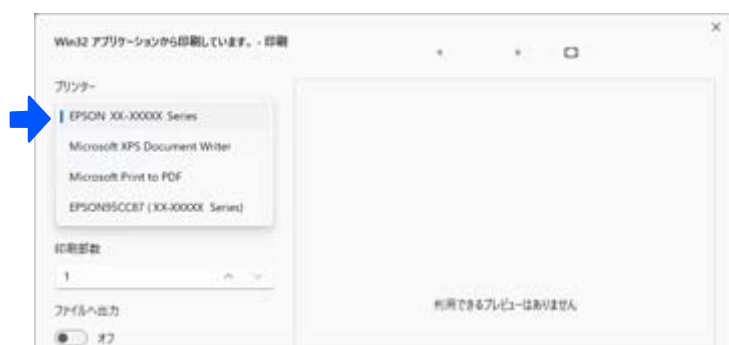 Win32 アプリケーションから印刷しています。 - 印刷
プリンター
EPSON XX-XXXXX Series
Microsoft XPS Document Writer
Microsoft Print to PDF
EPSON95CC87 (XX-XXXXX Series)
印刷部数
1
ファイルへ出力
オフ
利用できるプレビューはありません